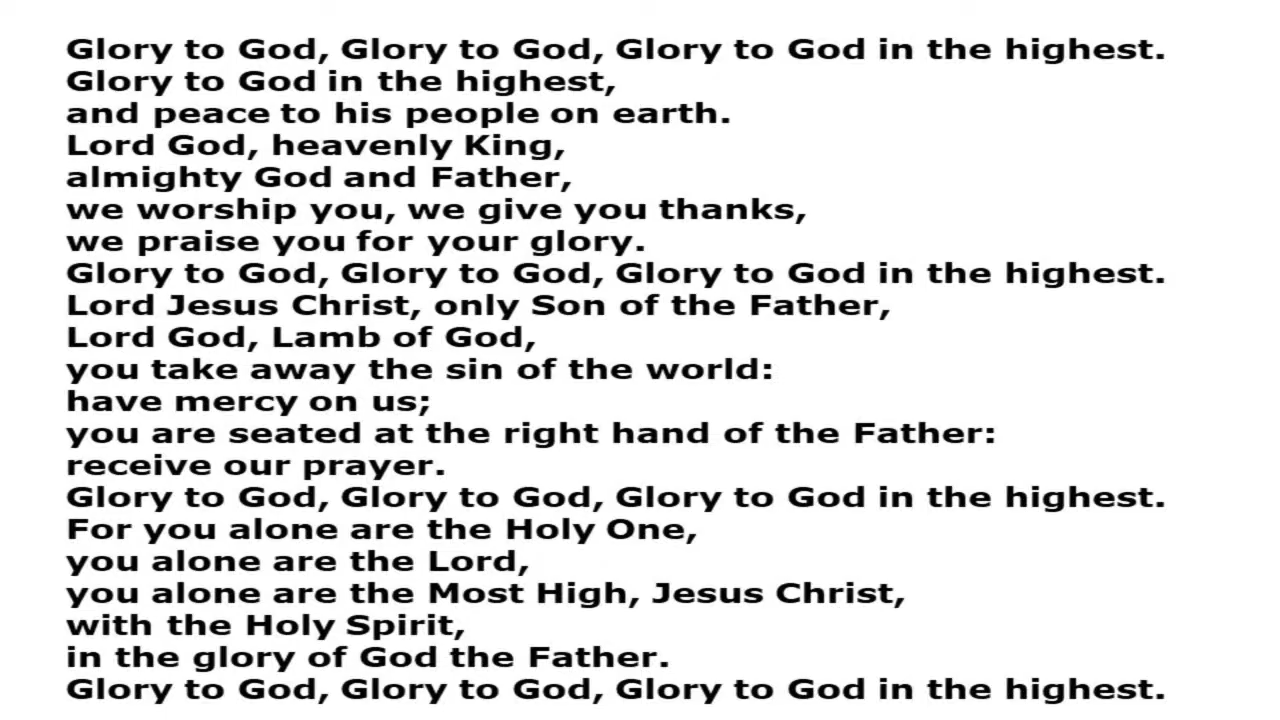 Glory to God, Glory to God, Glory to God in the highest.
Glory to God in the highest,
and peace to his people on earth.
Lord God, heavenly King,
almighty God and Father,
we worship you, we give you thanks,
we praise you for your glory.
Glory to God, Glory to God, Glory to God in the highest.
Lord Jesus Christ, only Son of the Father,
Lord God, Lamb of God,
you take away the sin of the world:
have mercy on us;
you are seated at the right hand of the Father:
receive our prayer.
Glory to God, Glory to God, Glory to God in the highest.
For you alone are the Holy One,
you alone are the Lord,
you alone are the Most High, Jesus Christ,
with the Holy Spirit,
in the glory of God the Father.
Glory to God, Glory to God, Glory to God in the highest.